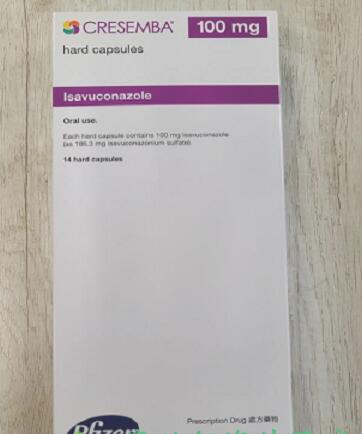 CRESEMBA® 100 mg
hard capsules
Isavuconazole
Oral use.
Each hard capsule contains 100 mg isavuconazole
(as 186.3 mg isavuconazonium sulfate).
14 hard capsules
Prescription Drug 處方藥物
Pfizer